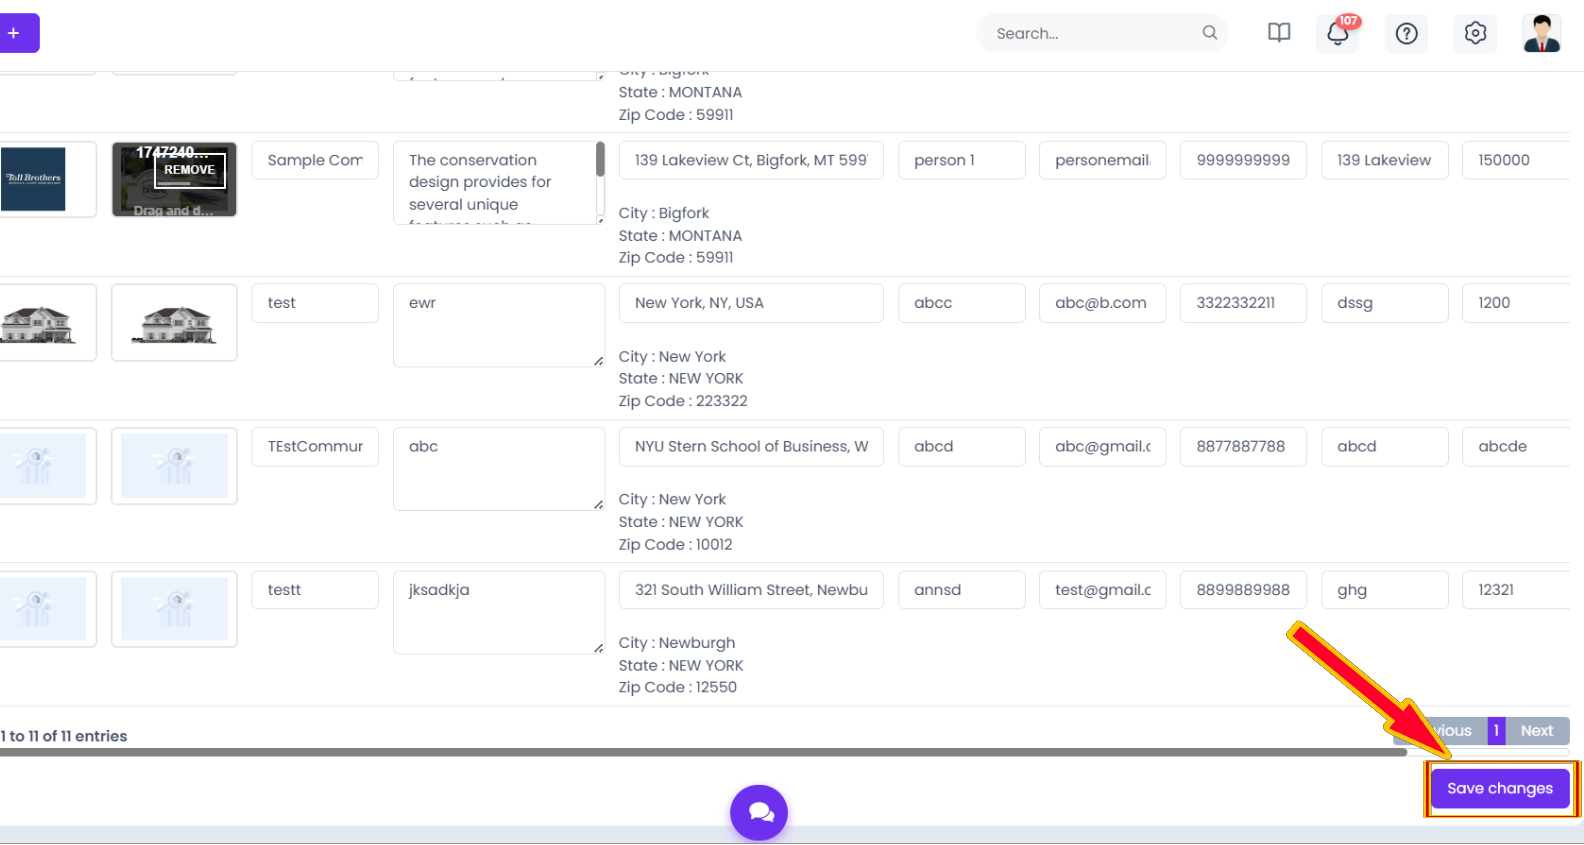 +
Search...
107
City : Bigfork
State : MONTANA
Zip Code : 59911
Toll Brothers
1747240...
REMOVE
Drag and d...
Sample Com
The conservation
design provides for
several unique
features such as
139 Lakeview Ct, Bigfork, MT 599
person 1
personemail
9999999999
139 Lakeview
150000
City : Bigfork
State : MONTANA
Zip Code : 59911
test
ewr
New York, NY, USA
abcc
abc@b.com
3322332211
dssg
1200
City : New York
State : NEW YORK
Zip Code : 223322
TEstCommur
abc
NYU Stern School of Business, W
abcd
abc@gmail.c
8877887788
abcd
abcde
City : New York
State : NEW YORK
Zip Code : 10012
testt
jksadkja
321 South William Street, Newbu
annsd
test@gmail.c
8899889988
ghg
12321
City : Newburgh
State : NEW YORK
Zip Code : 12550
1 to 11 of 11 entries
vious
1
Next
Save changes